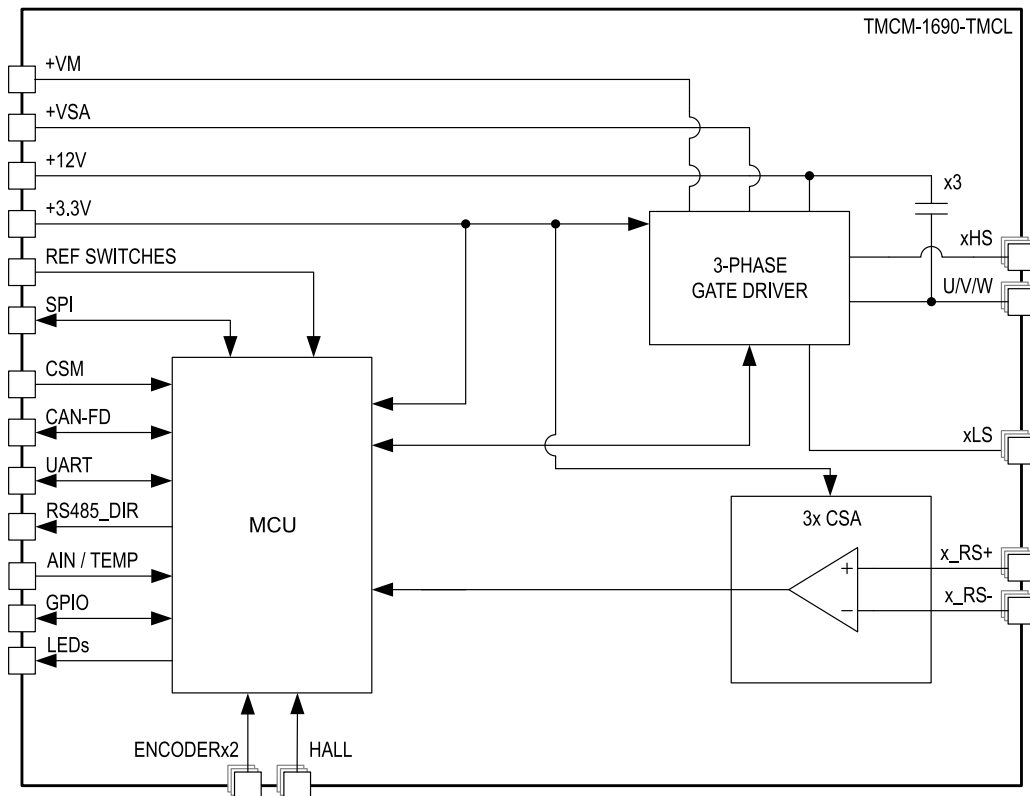 TMCM-1690-TMCL
+VM
+VSA
+12V
x3
+3.3V
xHS
REF SWITCHES
3-PHASE
GATE DRIVER
U/V/W
SPI
CSM
CAN-FD
xLS
UART
RS485_DIR
MCU
3x CSA
AIN / TEMP
x_RS+
+
GPIO
x_RS-
−
LEDs
ENCODERx2
HALL